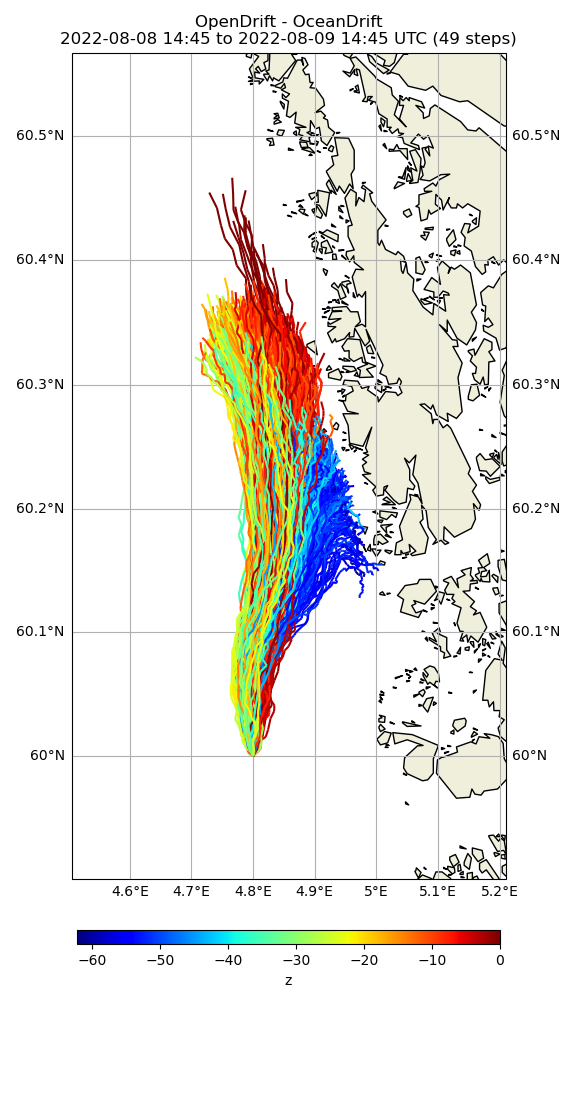 OpenDrift - OceanDrift
2022-08-08 14:45 to 2022-08-09 14:45 UTC (49 steps)
60.5°N 60.5°N
60.4°N 60.4°N
60.3°N 60.3°N
60.2°N 60.2°N
60.1°N 60.1°N
60°N 60°N
4.6°E 4.7°E 4.8°E 4.9°E 5°E 5.1°E 5.2°E
−60 −50 −40 −30 −20 −10 0
z